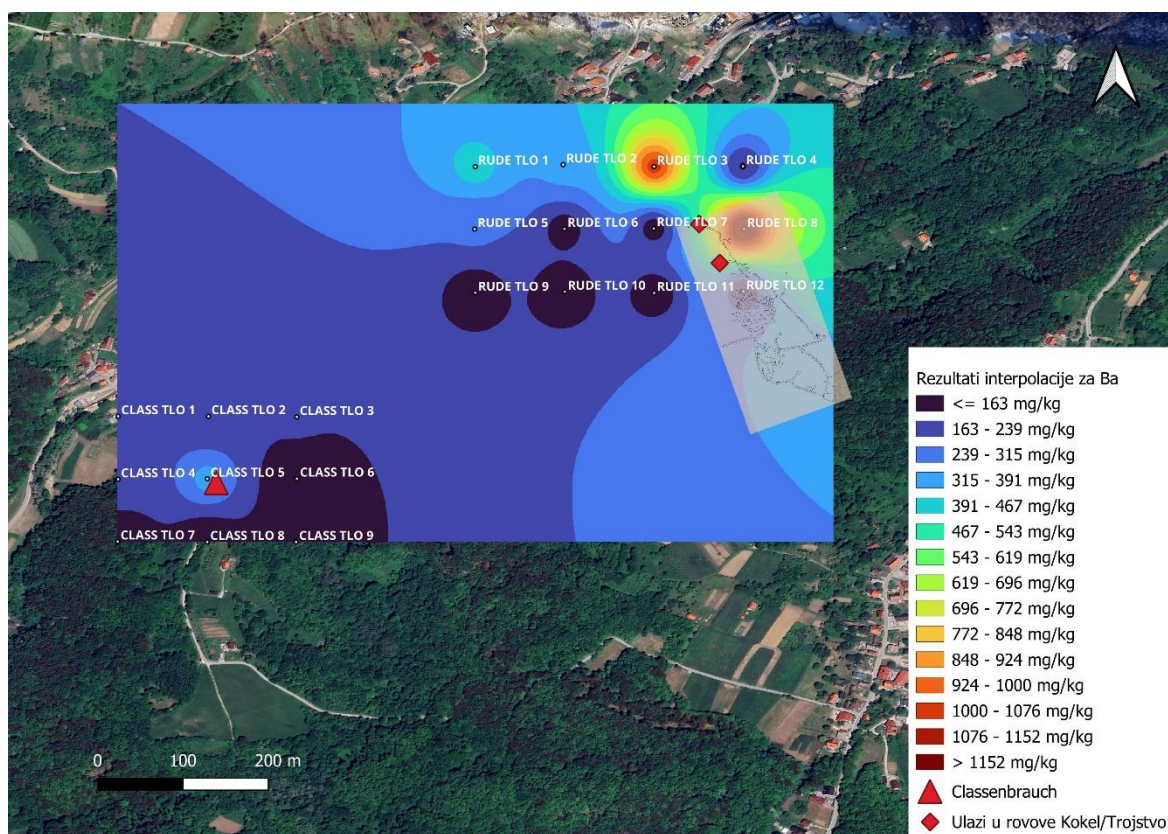 RUDE TLO 1
RUDE TLO 2
RUDE TLO 3
RUDE TLO 4
RUDE TLO 5
RUDE TLO 6
RUDE TLO 7
RUDE TLO 8
RUDE TLO 9
RUDE TLO 10
RUDE TLO 11
RUDE TLO 12
CLASS TLO 1
CLASS TLO 2
CLASS TLO 3
CLASS TLO 4
CLASS TLO 5
CLASS TLO 6
CLASS TLO 7
CLASS TLO 8
CLASS TLO 9
0 100 200 m
Rezultati interpolacije za Ba
<= 163 mg/kg
163 - 239 mg/kg
239 - 315 mg/kg
315 - 391 mg/kg
391 - 467 mg/kg
467 - 543 mg/kg
543 - 619 mg/kg
619 - 696 mg/kg
696 - 772 mg/kg
772 - 848 mg/kg
848 - 924 mg/kg
924 - 1000 mg/kg
1000 - 1076 mg/kg
1076 - 1152 mg/kg
> 1152 mg/kg
Classenbrauch
Ulazi u rovove Kokel/Trojstvo